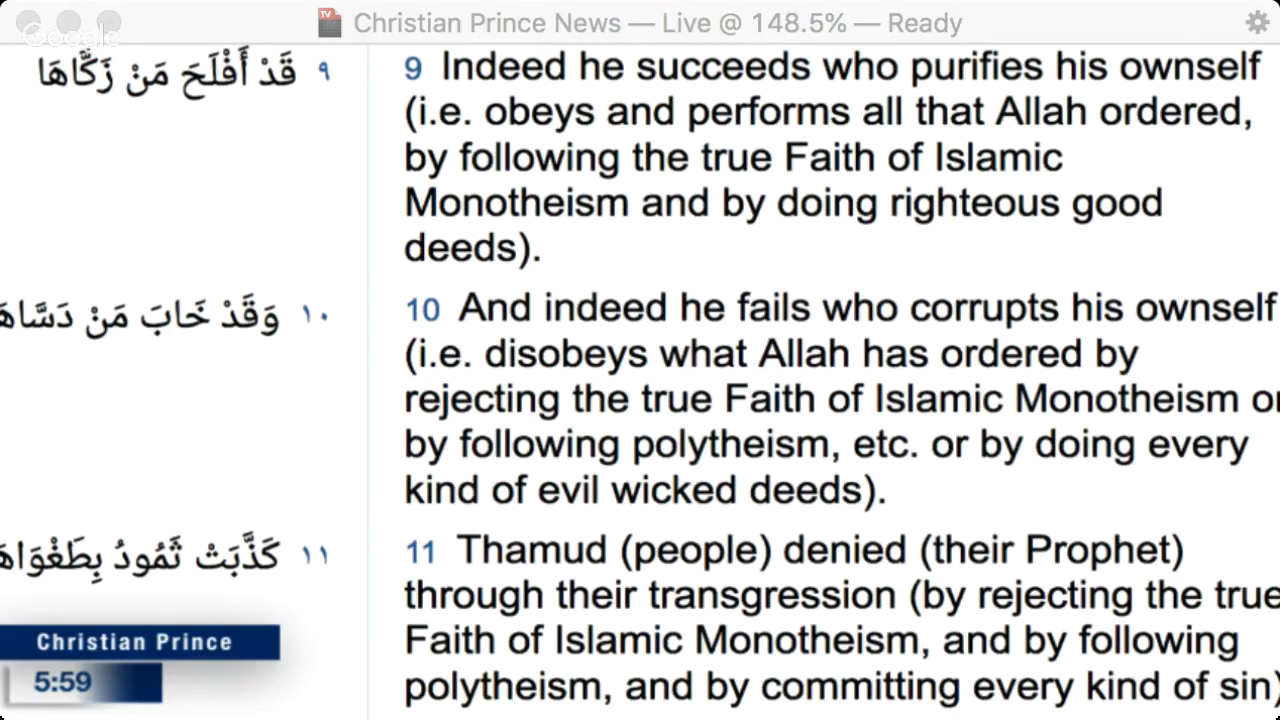 Christian Prince News — Live @ 148.5% — Ready
Google
قَدْ أَفْلَحَ مَنْ زَكَّاهَا ٩
9 Indeed he succeeds who purifies his ownself
(i.e. obeys and performs all that Allah ordered,
by following the true Faith of Islamic
Monotheism and by doing righteous good
deeds).
وَقَدْ خَابَ مَنْ دَسَّاهَ ١٠
10 And indeed he fails who corrupts his ownself
(i.e. disobeys what Allah has ordered by
rejecting the true Faith of Islamic Monotheism or
by following polytheism, etc. or by doing every
kind of evil wicked deeds).
كَذَّبَتْ ثَمُودُ بِطَغْوَاهَ ١١
11 Thamud (people) denied (their Prophet)
through their transgression (by rejecting the true
Faith of Islamic Monotheism, and by following
polytheism, and by committing every kind of sin)
Christian Prince
5:59